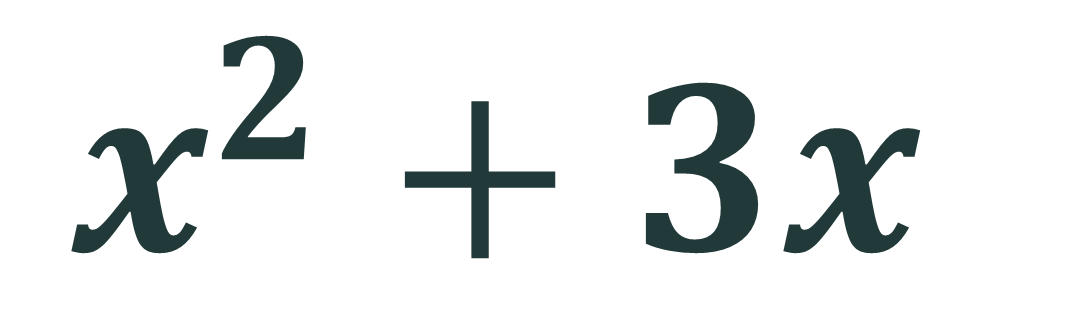 x² + 3x